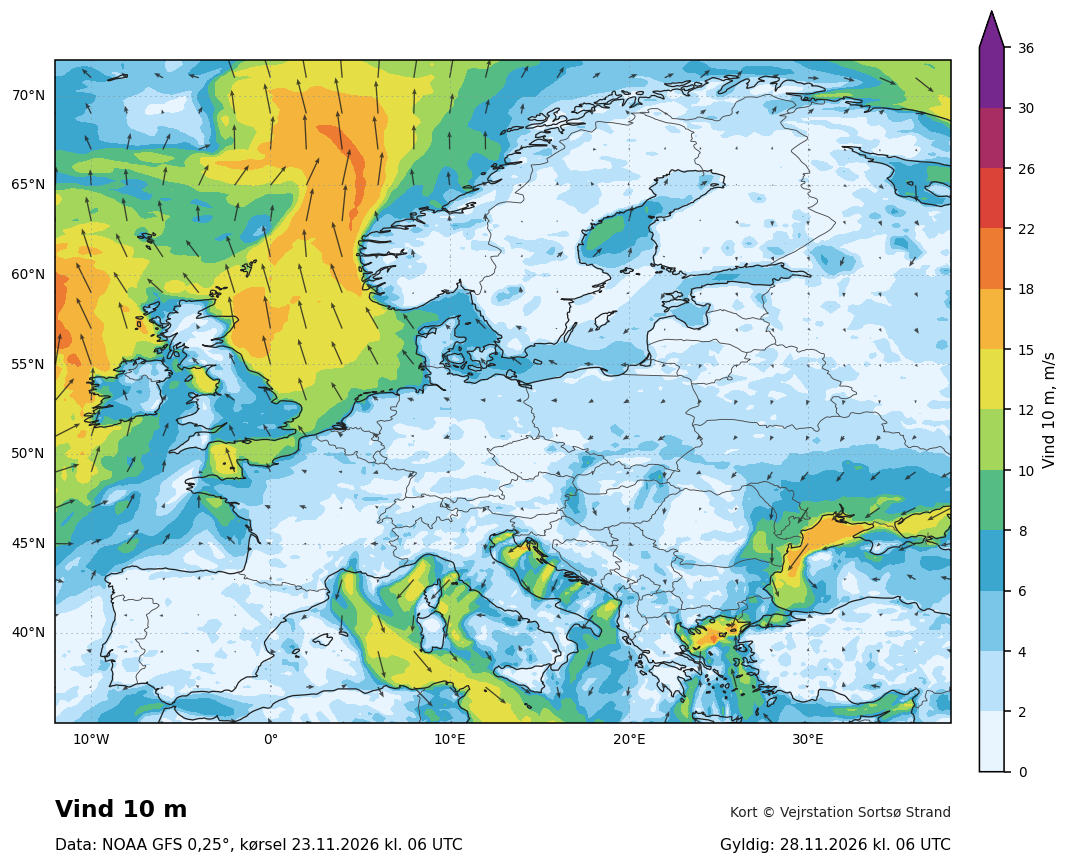 36
30
26
22
18
15
12
10
8
6
4
2
0
Vind 10 m, m/s
70°N
65°N
60°N
55°N
50°N
45°N
40°N
10°W
0°
10°E
20°E
30°E
Vind 10 m
Kort © Vejrstation Sortsø Strand
Data: NOAA GFS 0,25°, kørsel 23.11.2026 kl. 06 UTC
Gyldig: 28.11.2026 kl. 06 UTC